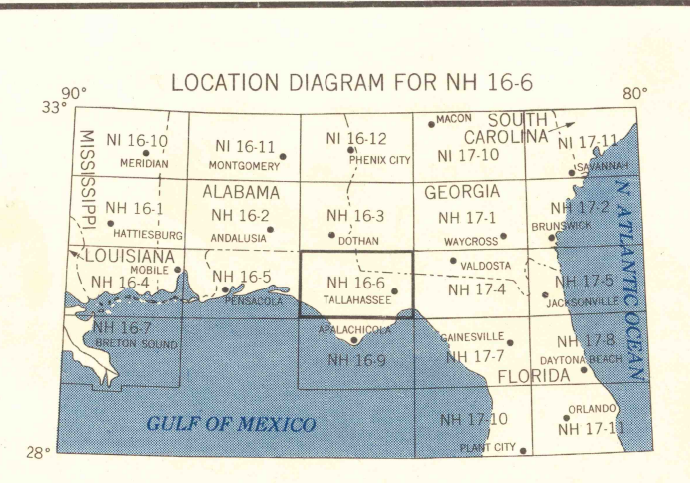 LOCATION DIAGRAM FOR NH 16-6
90°
80°
33°
MACON
SOUTH
CAROLINA
NI 16-10
MERIDIAN
NI 16-11
MONTGOMERY
NI 16-12
PHENIX CITY
NI 17-10
NI 17-11
SAVANNAH
MISSISSIPPI
ALABAMA
GEORGIA
NH 16-1
HATTIESBURG
NH 16-2
ANDALUSIA
NH 16-3
DOTHAN
NH 17-1
WAYCROSS
NH 17-2
BRUNSWICK
N ATLANTIC OCEAN
LOUISIANA
MOBILE
NH 16-4
NH 16-5
PENSACOLA
NH 16-6
TALLAHASSEE
VALDOSTA
NH 17-4
NH 17-5
JACKSONVILLE
NH 16-7
BRETON SOUND
APALACHICOLA
NH 16-9
GAINESVILLE
NH 17-7
NH 17-8
DAYTONA BEACH
FLORIDA
GULF OF MEXICO
NH 17-10
PLANT CITY
ORLANDO
NH 17-11
28°